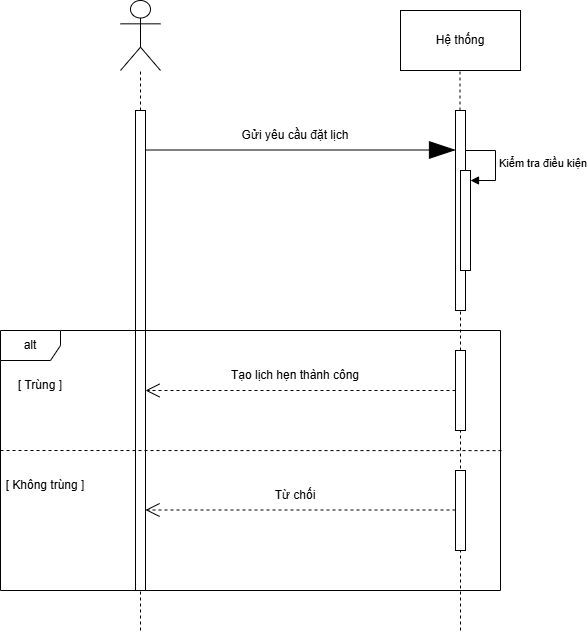 Hệ thống
Gửi yêu cầu đặt lịch
Kiểm tra điều kiện
alt
[ Trùng ]
Tạo lịch hẹn thành công
[ Không trùng ]
Từ chối